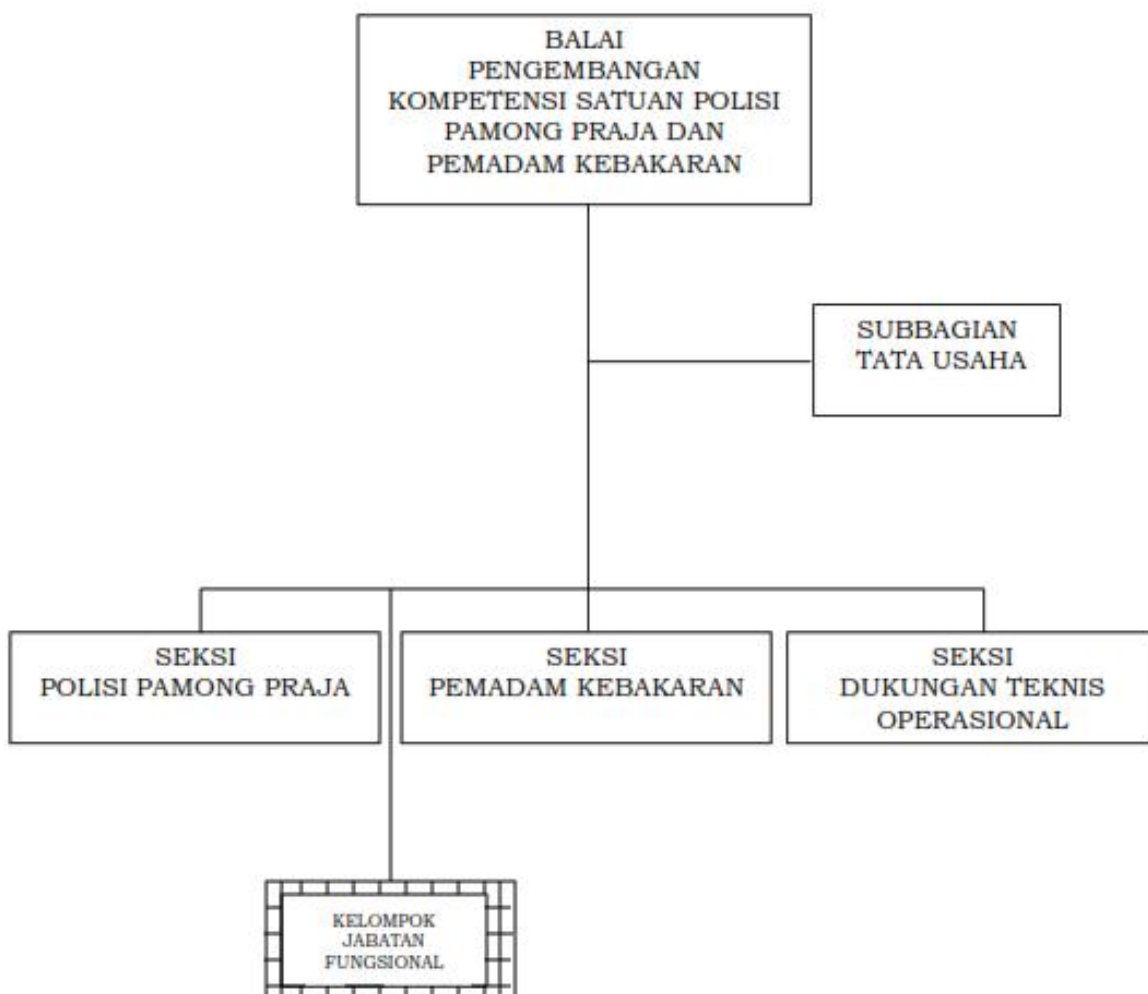 BALAI
PENGEMBANGAN
KOMPETENSI SATUAN POLISI
PAMONG PRAJA DAN
PEMADAM KEBAKARAN
SUBBAGIAN
TATA USAHA
SEKSI
POLISI PAMONG PRAJA
SEKSI
PEMADAM KEBAKARAN
SEKSI
DUKUNGAN TEKNIS
OPERASIONAL
KELOMPOK
JABATAN
FUNGSIONAL